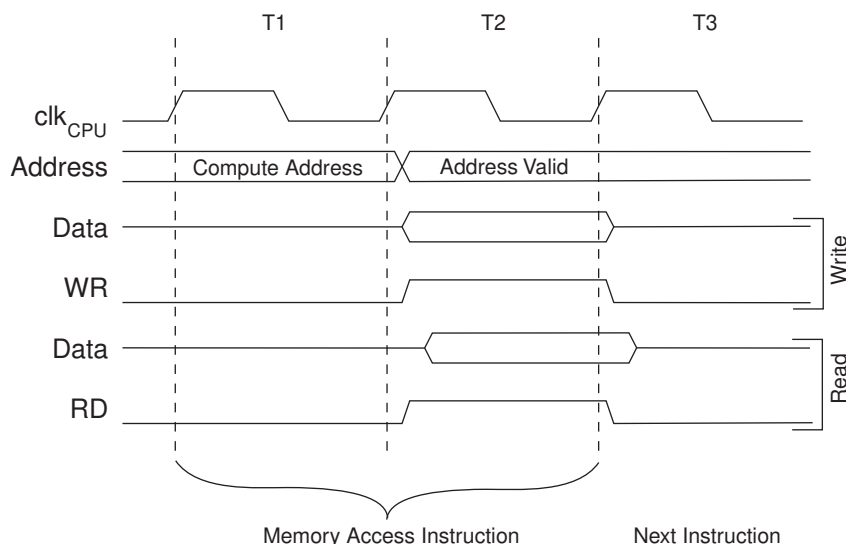 T1 T2 T3
clkCPU
Address Compute Address Address Valid
Data
WR
Write
Data
RD
Read
Memory Access Instruction Next Instruction